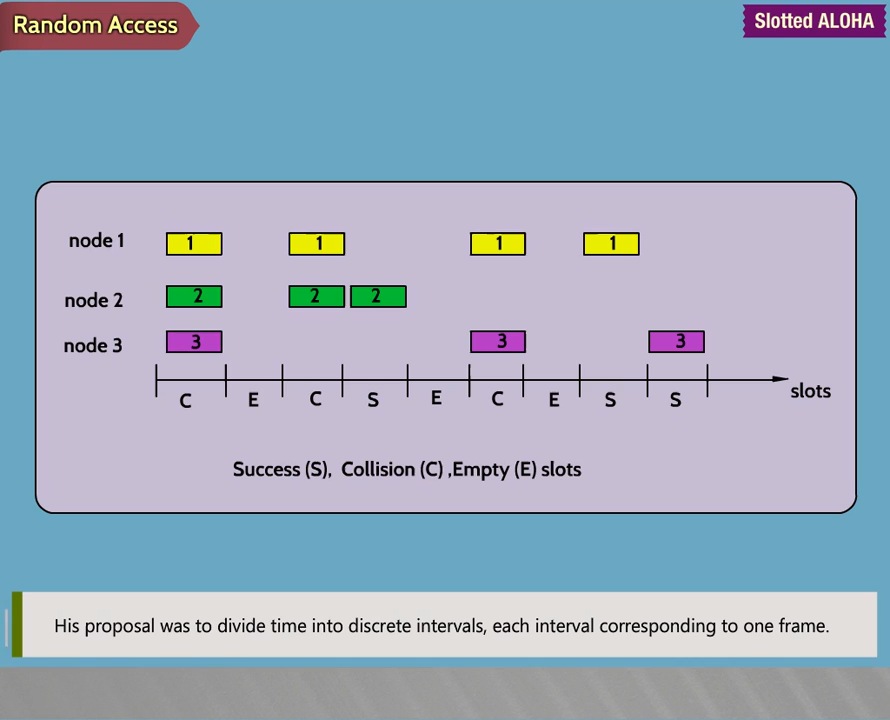 Random Access
Slotted ALOHA
node 1 1 1 1 1
node 2 2 2 2
node 3 3 3 3
C E C S E C E S S slots
Success (S), Collision (C) ,Empty (E) slots
His proposal was to divide time into discrete intervals, each interval corresponding to one frame.